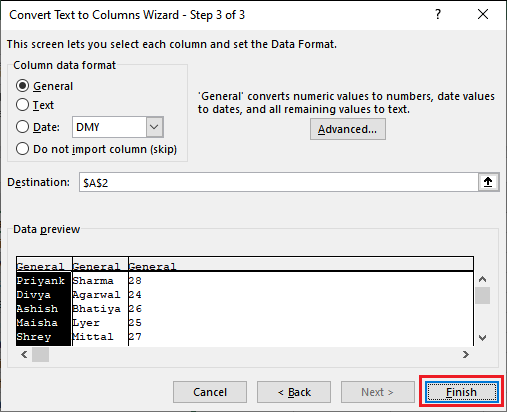 Convert Text to Columns Wizard - Step 3 of 3
?
This screen lets you select each column and set the Data Format.
Column data format
General
Text
Date: DMY
Do not import column (skip)
'General' converts numeric values to numbers, date values
to dates, and all remaining values to text.
Advanced...
Destination: $A$2
Data preview
General General General
Priyank Sharma 28
Divya Agarwal 24
Ashish Bhatiya 26
Maisha Lyer 25
Shrey Mittal 27
Cancel < Back Next > Finish